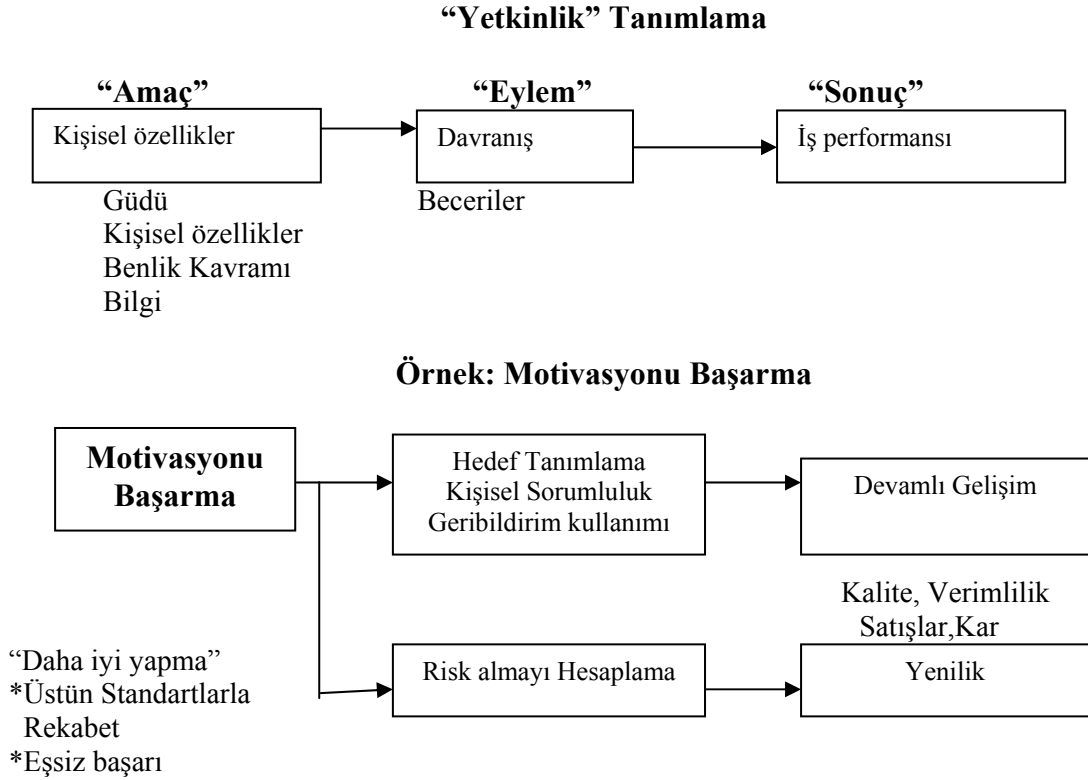 “Yetkinlik” Tanımlama
“Amaç”
“Eylem”
“Sonuç”
Kişisel özellikler
Davranış
İş performansı
Güdü
Kişisel özellikler
Benlik Kavramı
Bilgi
Beceriler
Örnek: Motivasyonu Başarma
Motivasyonu
Başarma
Hedef Tanımlama
Kişisel Sorumluluk
Geribildirim kullanımı
Devamlı Gelişim
Kalite, Verimlilik
Satışlar,Kar
“Daha iyi yapma”
*Üstün Standartlarla
Rekabet
*Eşsiz başarı
Risk almayı Hesaplama
Yenilik